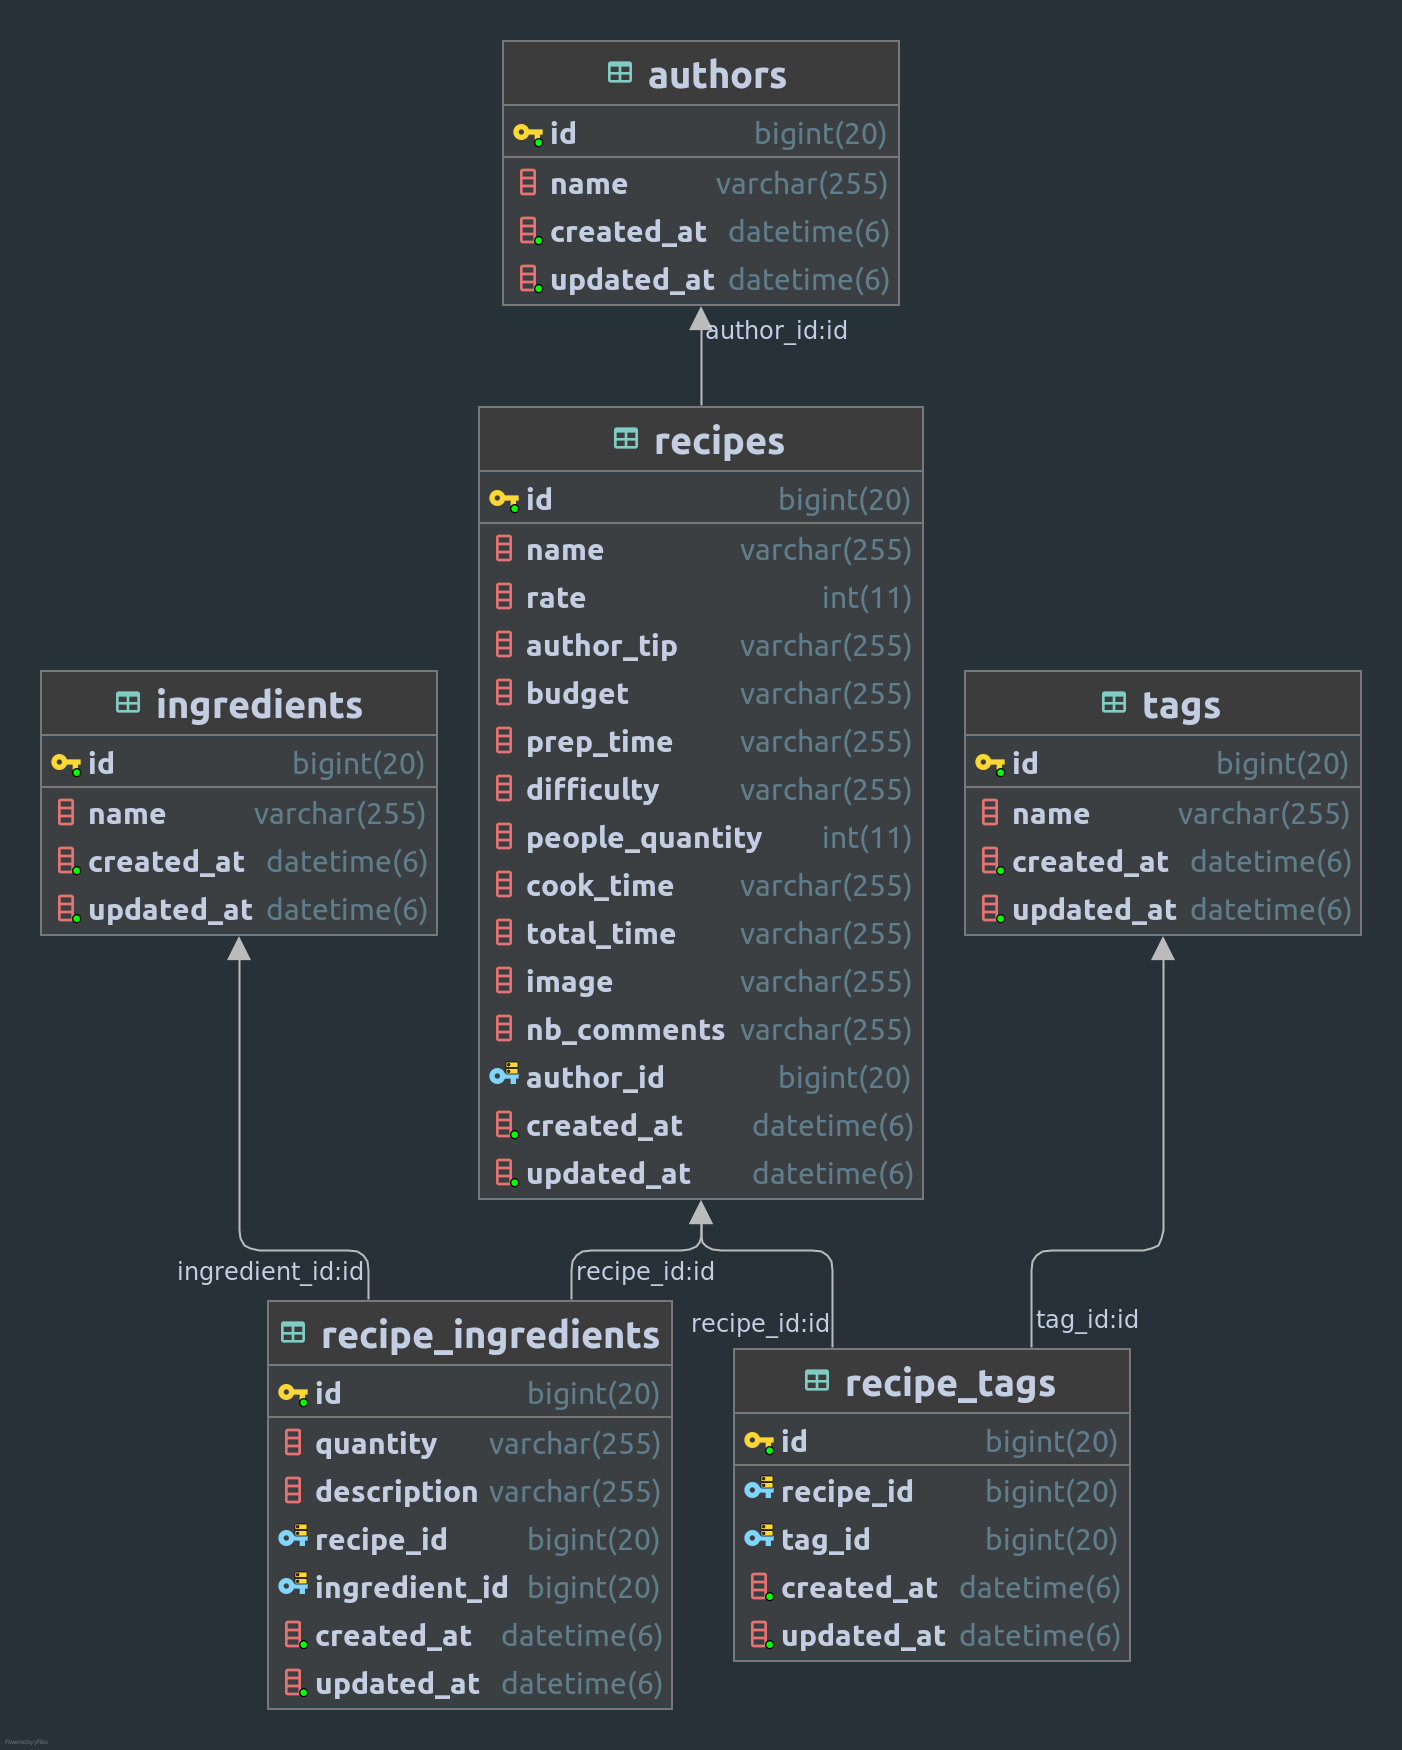 authors
id bigint(20)
name varchar(255)
created_at datetime(6)
updated_at datetime(6)
author_id:id
recipes
id bigint(20)
name varchar(255)
rate int(11)
author_tip varchar(255)
budget varchar(255)
prep_time varchar(255)
difficulty varchar(255)
people_quantity int(11)
cook_time varchar(255)
total_time varchar(255)
image varchar(255)
nb_comments varchar(255)
author_id bigint(20)
created_at datetime(6)
updated_at datetime(6)
ingredients
id bigint(20)
name varchar(255)
created_at datetime(6)
updated_at datetime(6)
tags
id bigint(20)
name varchar(255)
created_at datetime(6)
updated_at datetime(6)
ingredient_id:id
recipe_id:id
recipe_id:id
tag_id:id
recipe_ingredients
id bigint(20)
quantity varchar(255)
description varchar(255)
recipe_id bigint(20)
ingredient_id bigint(20)
created_at datetime(6)
updated_at datetime(6)
recipe_tags
id bigint(20)
recipe_id bigint(20)
tag_id bigint(20)
created_at datetime(6)
updated_at datetime(6)
Powered by yFiles